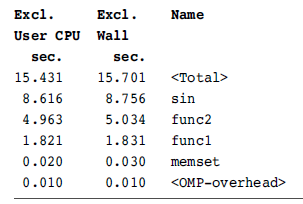 Excl. Excl. Name
User CPU Wall
sec. sec.
15.431 15.701 <Total>
8.616 8.756 sin
4.963 5.034 func2
1.821 1.831 func1
0.020 0.030 memset
0.010 0.010 <OMP-overhead>